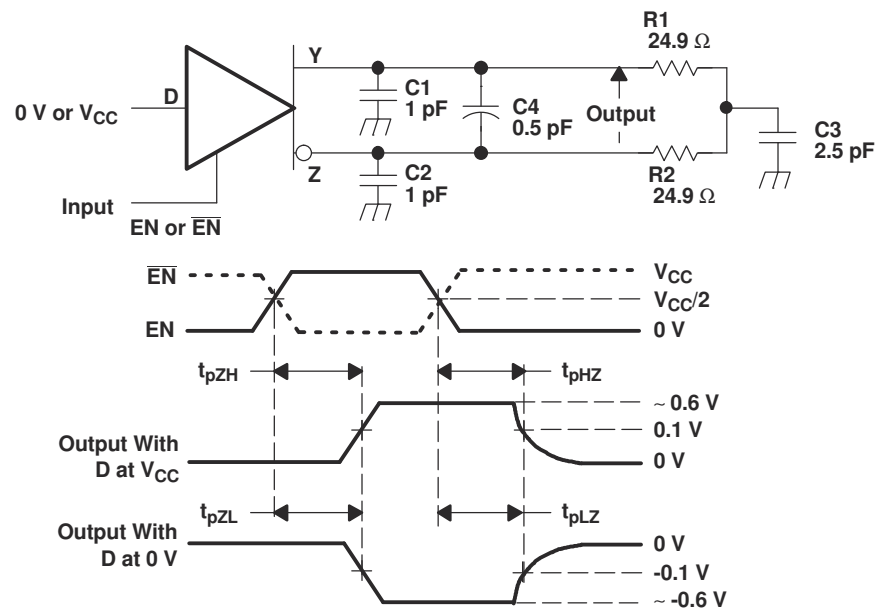 R1
24.9 Ω
Y
C1
1 pF
C4
0.5 pF
Output
D
0 V or VCC
C3
2.5 pF
Z
C2
1 pF
R2
24.9 Ω
Input
EN or E̅N̅
E̅N̅
VCC
VCC/2
EN
0 V
tpZH
tpHZ
~ 0.6 V
0.1 V
Output With
D at VCC
0 V
tpZL
tpLZ
Output With
D at 0 V
0 V
-0.1 V
~ -0.6 V